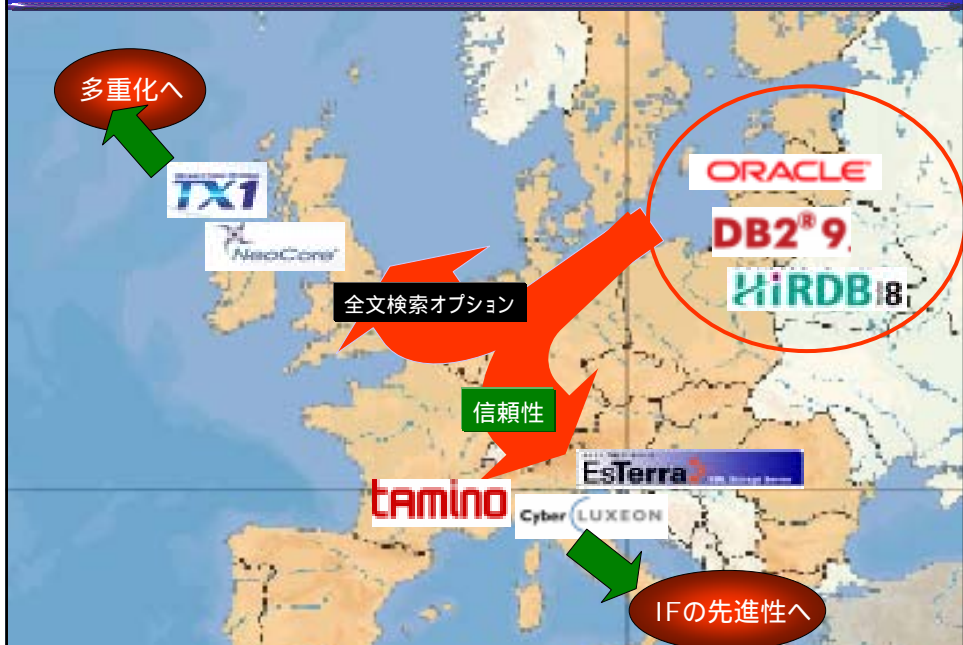 多重化へ
TX1
NeoCore
ORACLE
DB2® 9
HiRDB 8
全文検索オプション
信頼性
EsTerra
tamino
Cyber LUXEON
IFの先進性へ